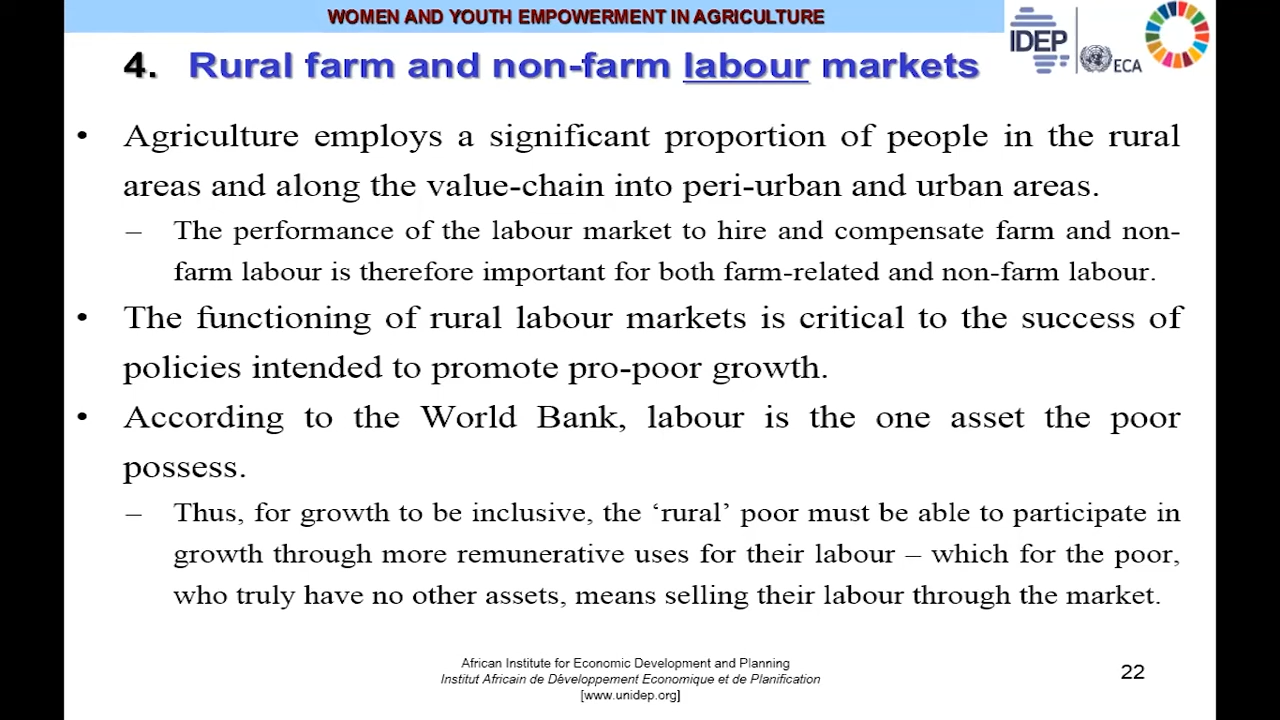 WOMEN AND YOUTH EMPOWERMENT IN AGRICULTURE
IDEP
ECA
4. Rural farm and non-farm labour markets
• Agriculture employs a significant proportion of people in the rural
areas and along the value-chain into peri-urban and urban areas.
– The performance of the labour market to hire and compensate farm and non-
farm labour is therefore important for both farm-related and non-farm labour.
• The functioning of rural labour markets is critical to the success of
policies intended to promote pro-poor growth.
• According to the World Bank, labour is the one asset the poor
possess.
– Thus, for growth to be inclusive, the ‘rural’ poor must be able to participate in
growth through more remunerative uses for their labour – which for the poor,
who truly have no other assets, means selling their labour through the market.
African Institute for Economic Development and Planning
Institut Africain de Développement Economique et de Planification
[www.unidep.org]
22